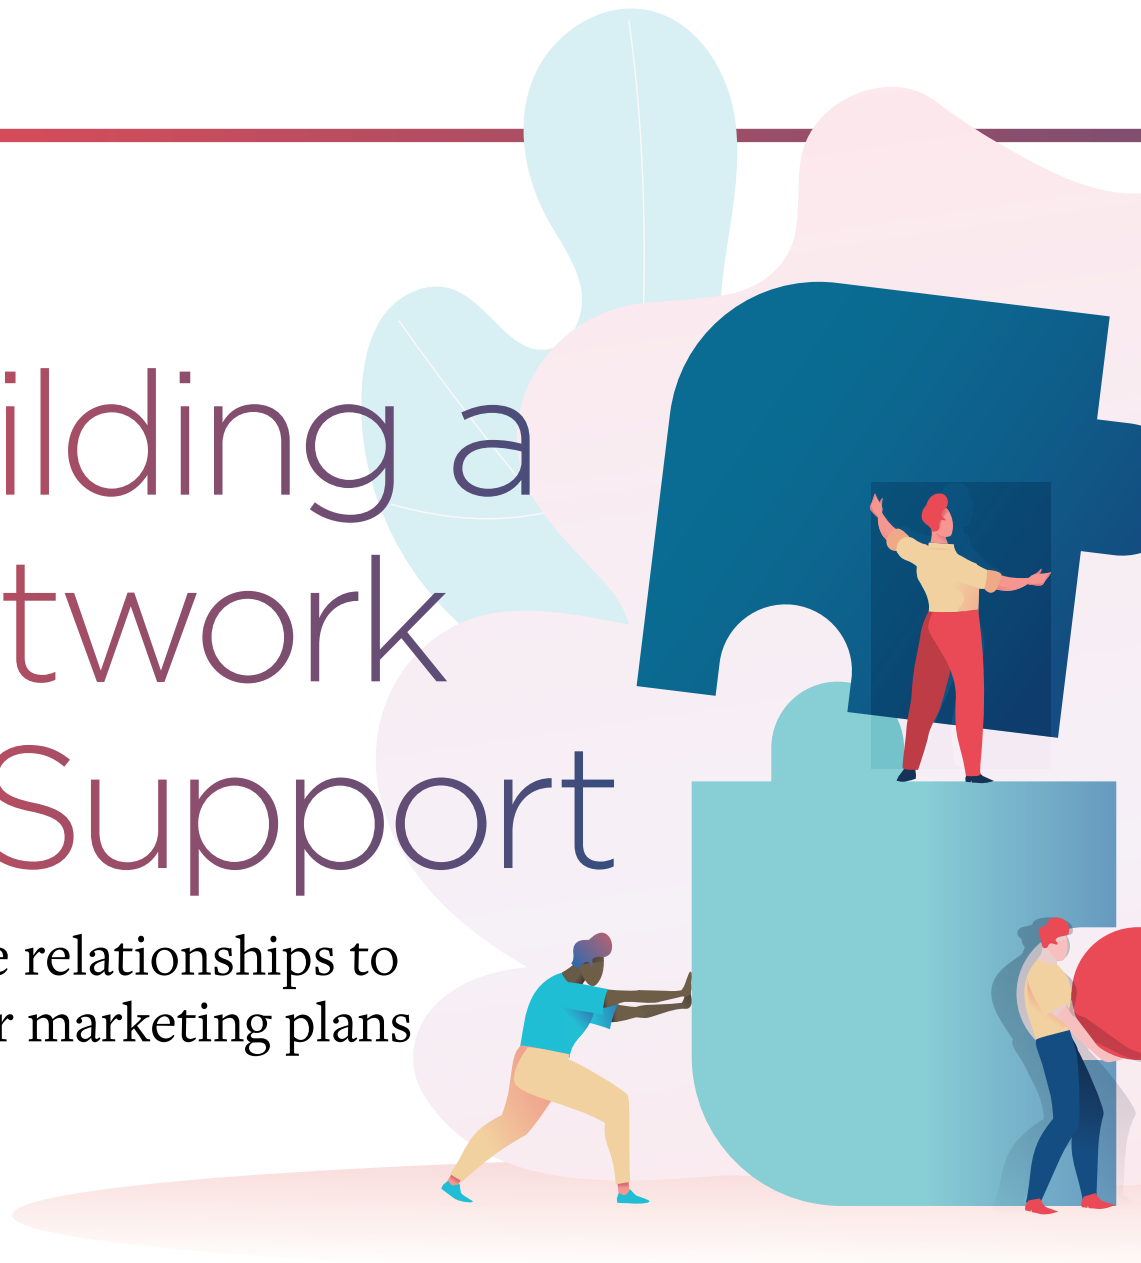 ilding a
twork
Support
e relationships to
r marketing plans